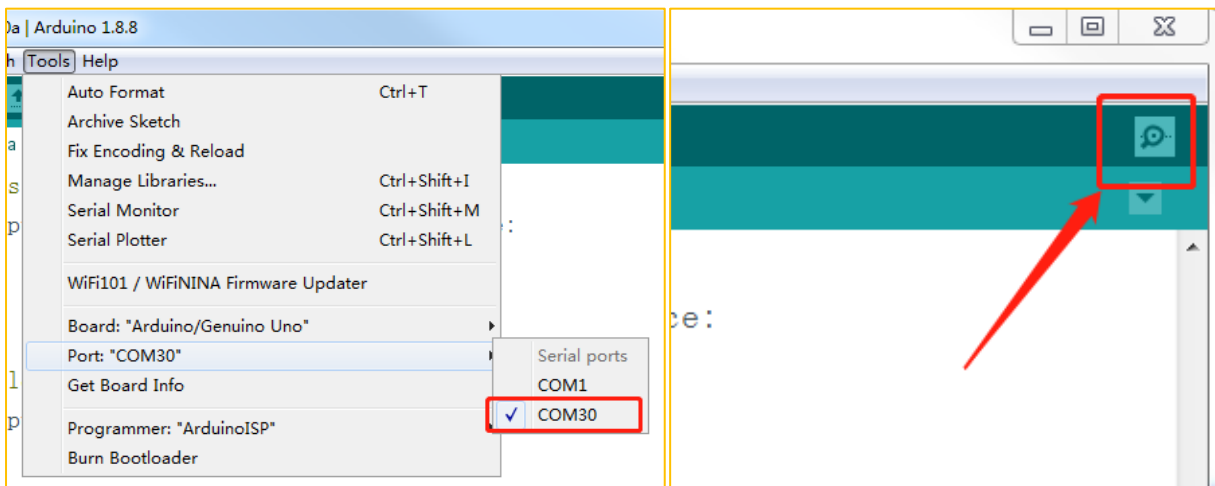 0a | Arduino 1.8.8
h Tools Help
Auto Format Ctrl+T
Archive Sketch
a
Fix Encoding & Reload
s
Manage Libraries... Ctrl+Shift+I
Serial Monitor Ctrl+Shift+M
p
Serial Plotter Ctrl+Shift+L
:
WiFi101 / WiFiNINA Firmware Updater
Board: "Arduino/Genuino Uno"
Port: "COM30"
Serial ports
l
Get Board Info
COM1
COM30
p
Programmer: "ArduinoISP"
Burn Bootloader
ce: